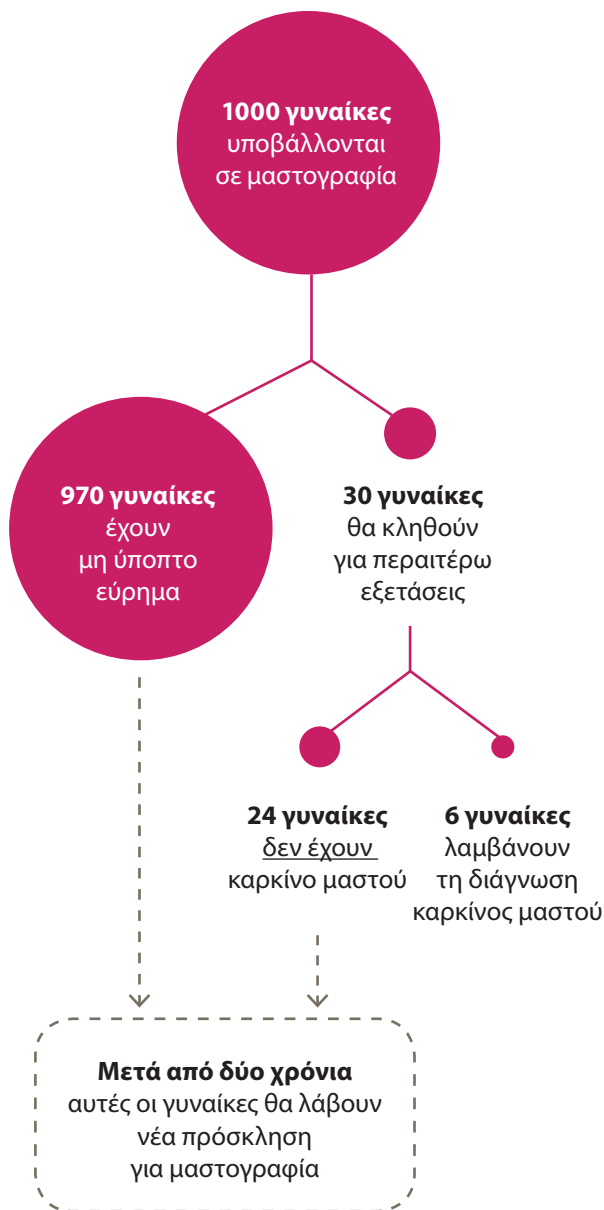 1000 γυναίκες
υποβάλλονται
σε μαστογραφία
970 γυναίκες
έχουν
μη ύποπτο
εύρημα
30 γυναίκες
θα κληθούν
για περαιτέρω
εξετάσεις
24 γυναίκες
δεν έχουν
καρκίνο μαστού
6 γυναίκες
λαμβάνουν
τη διάγνωση
καρκίνος μαστού
Μετά από δύο χρόνια
αυτές οι γυναίκες θα λάβουν
νέα πρόσκληση
για μαστογραφία